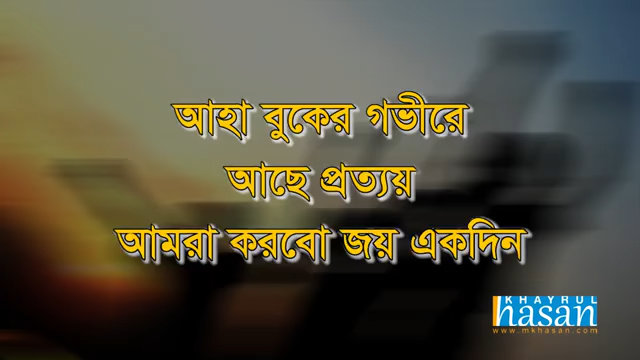 আহা বুকের গভীরে
আছে প্রত্যয়
আমরা করবো জয় একদিন
KHAYRUL
hasan
www.mkhasan.com